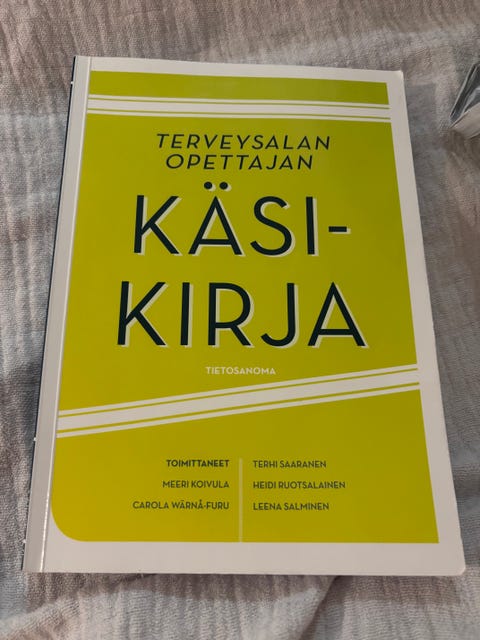 TERVEYSALAN
OPETTAJAN
KÄSI-
KIRJA
TIETOSANOMA
TOIMITTANEET
MEERI KOIVULA
CAROLA WÄRNÅ-FURU
TERHI SAARANEN
HEIDI RUOTSALAINEN
LEENA SALMINEN